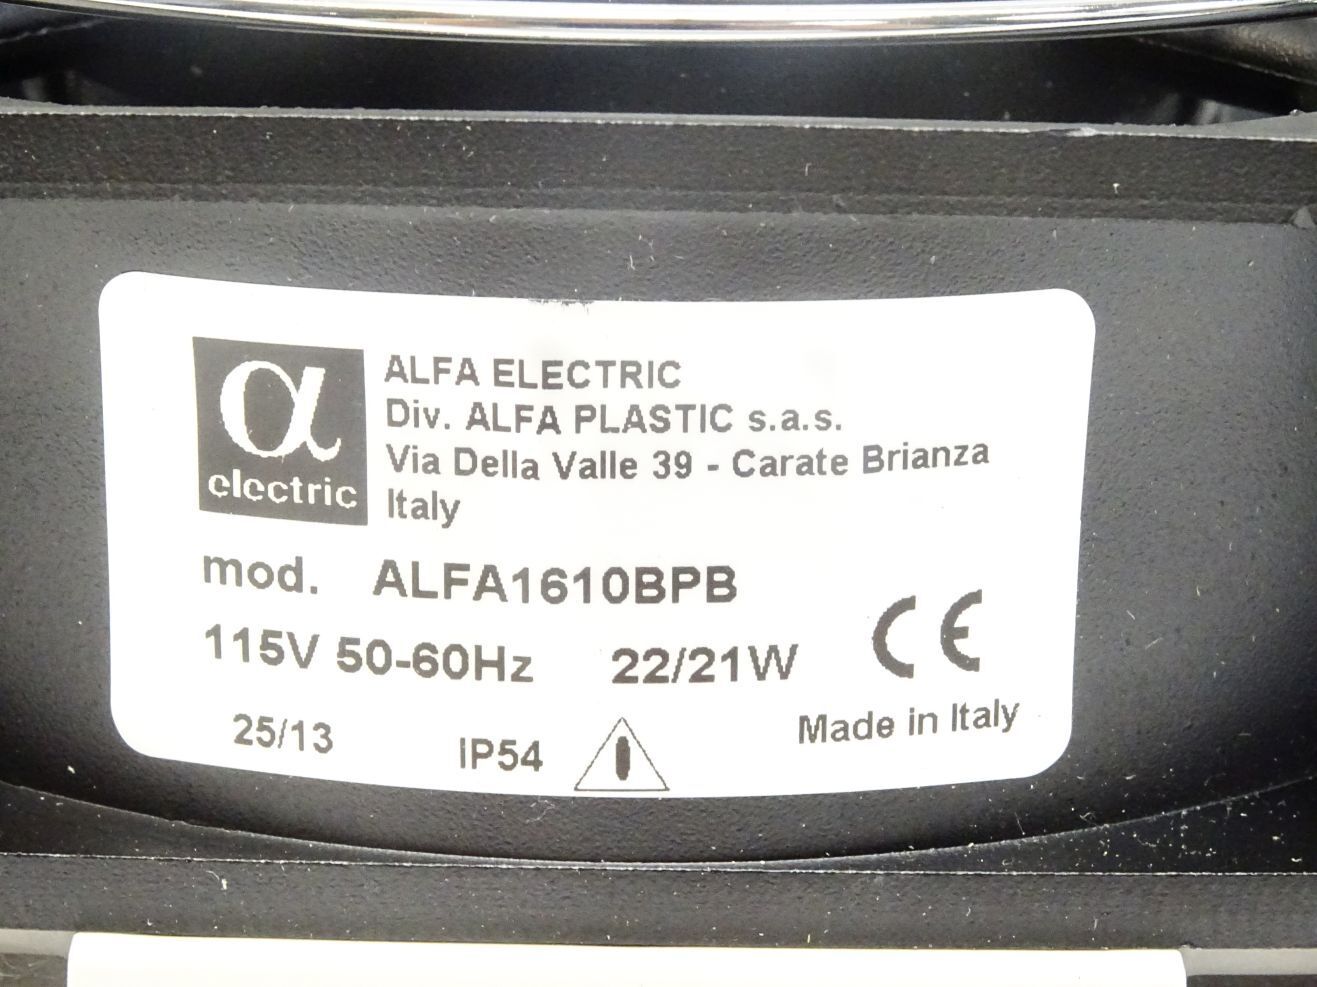 α
electric
ALFA ELECTRIC
Div. ALFA PLASTIC s.a.s.
Via Della Valle 39 - Carate Brianza
Italy
mod. ALFA1610BPB
115V 50-60Hz 22/21W CE
25/13 IP54 Made in Italy